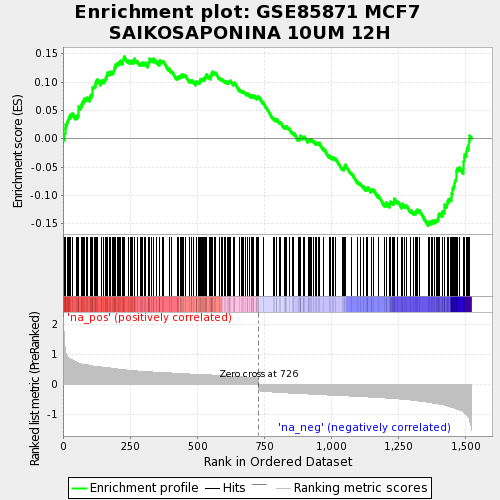 Enrichment plot: GSE85871 MCF7
SAIKOSAPONINA 10UM 12H
Enrichment score (ES)
0.15
0.10
0.05
0.00
-0.05
-0.10
-0.15
'na_pos' (positively correlated)
Ranked list metric (PreRanked)
2
1
0
-1
Zero cross at 726
'na_neg' (negatively correlated)
0
250
500
750
1,000
1,250
1,500
Rank in Ordered Dataset
Enrichment profile
Hits
Ranking metric scores